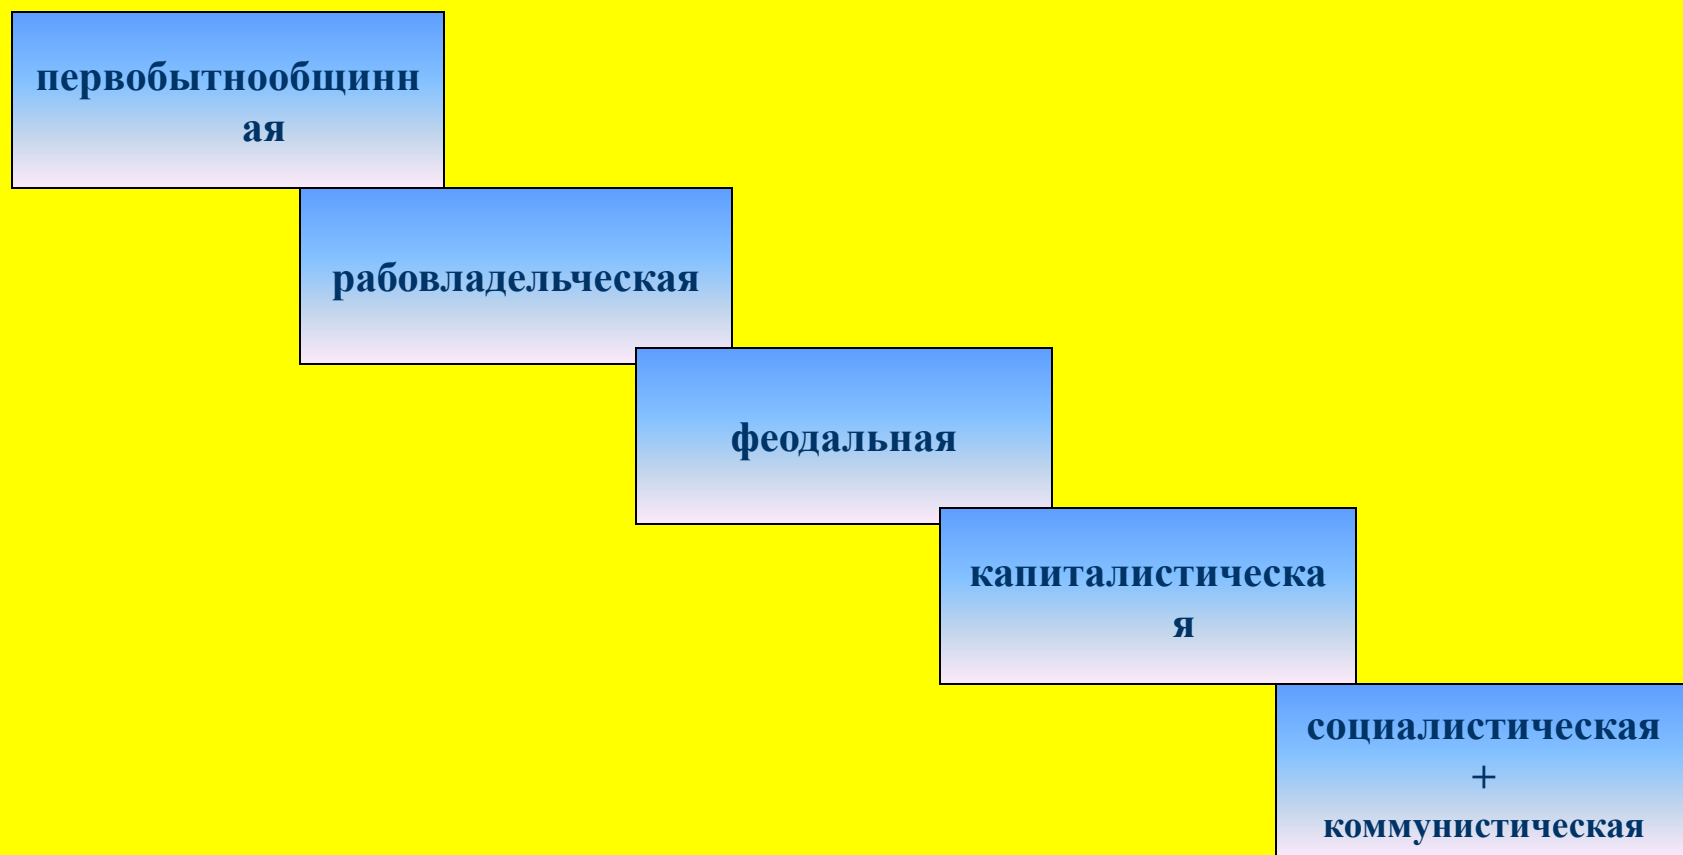 первобытнообщинн
ая
рабовладельческая
феодальная
капиталистическа
я
социалистическая
+
коммунистическая